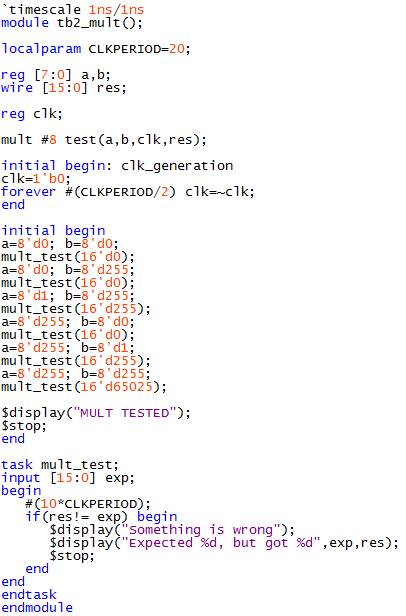 `timescale 1ns/1ns
module tb2_mult();
localparam CLKPERIOD=20;
reg [7:0] a,b;
wire [15:0] res;
reg clk;
mult #8 test(a,b,clk,res);
initial begin: clk_generation
clk=1'b0;
forever #(CLKPERIOD/2) clk=~clk;
end
initial begin
a=8'd0; b=8'd0;
mult_test(16'd0);
a=8'd0; b=8'd255;
mult_test(16'd0);
a=8'd1; b=8'd255;
mult_test(16'd255);
a=8'd255; b=8'd0;
mult_test(16'd0);
a=8'd255; b=8'd1;
mult_test(16'd255);
a=8'd255; b=8'd255;
mult_test(16'd65025);
$display("MULT TESTED");
$stop;
end
task mult_test;
input [15:0] exp;
begin
#(10*CLKPERIOD);
if(res!= exp) begin
$display("Something is wrong");
$display("Expected %d, but got %d",exp,res);
$stop;
end
end
endtask
endmodule